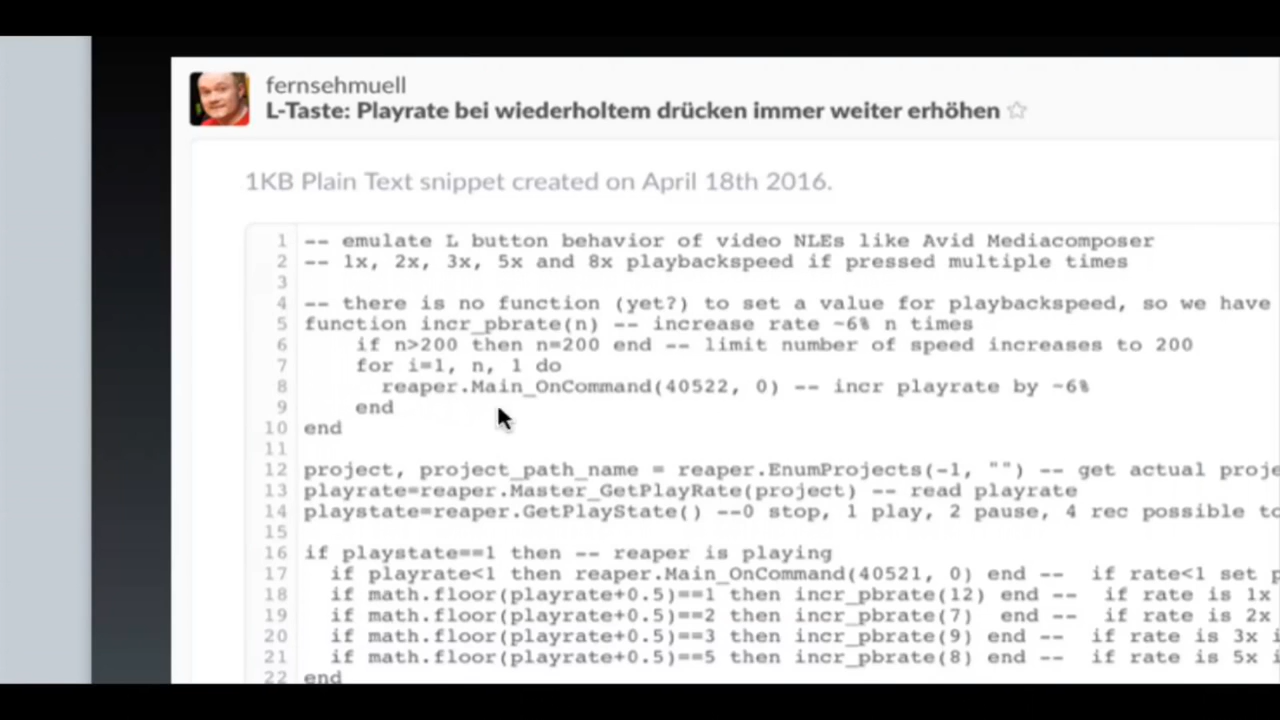 fernsehmuell
L-Taste: Playrate bei wiederholtem drücken immer weiter erhöhen
1KB Plain Text snippet created on April 18th 2016.
1 -- emulate L button behavior of video NLEs like Avid Mediacomposer
2 -- 1x, 2x, 3x, 5x and 8x playbackspeed if pressed multiple times
3
4 -- there is no function (yet?) to set a value for playbackspeed, so we have
5 function incr_pbrate(n) -- increase rate ~6% n times
6 if n>200 then n=200 end -- limit number of speed increases to 200
7 for i=1, n, 1 do
8 reaper.Main_OnCommand(40522, 0) -- incr playrate by ~6%
9 end
10 end
11
12 project, project_path_name = reaper.EnumProjects(-1, "") -- get actual proje
13 playrate=reaper.Master_GetPlayRate(project) -- read playrate
14 playstate=reaper.GetPlayState() --0 stop, 1 play, 2 pause, 4 rec possible to
15
16 if playstate==1 then -- reaper is playing
17 if playrate<1 then reaper.Main_OnCommand(40521, 0) end -- if rate<1 set p
18 if math.floor(playrate+0.5)==1 then incr_pbrate(12) end -- if rate is 1x
19 if math.floor(playrate+0.5)==2 then incr_pbrate(7) end -- if rate is 2x
20 if math.floor(playrate+0.5)==3 then incr_pbrate(9) end -- if rate is 3x i
21 if math.floor(playrate+0.5)==5 then incr_pbrate(8) end -- if rate is 5x i
22 end